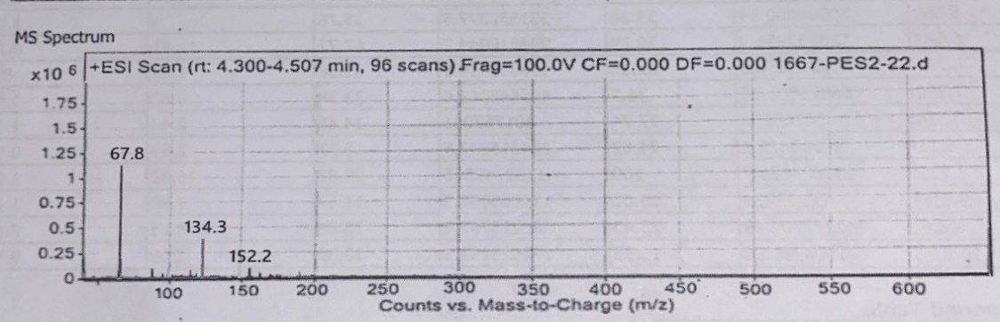 MS Spectrum
x10 6 +ESI Scan (rt: 4.300-4.507 min, 96 scans) Frag=100.0V CF=0.000 DF=0.000 1667-PES2-22.d
1.75
1.5
1.25 67.8
1
0.75
0.5 134.3
0.25 152.2
0
100 150 200 250 300 350 400 450 500 550 600
Counts vs. Mass-to-Charge (m/z)